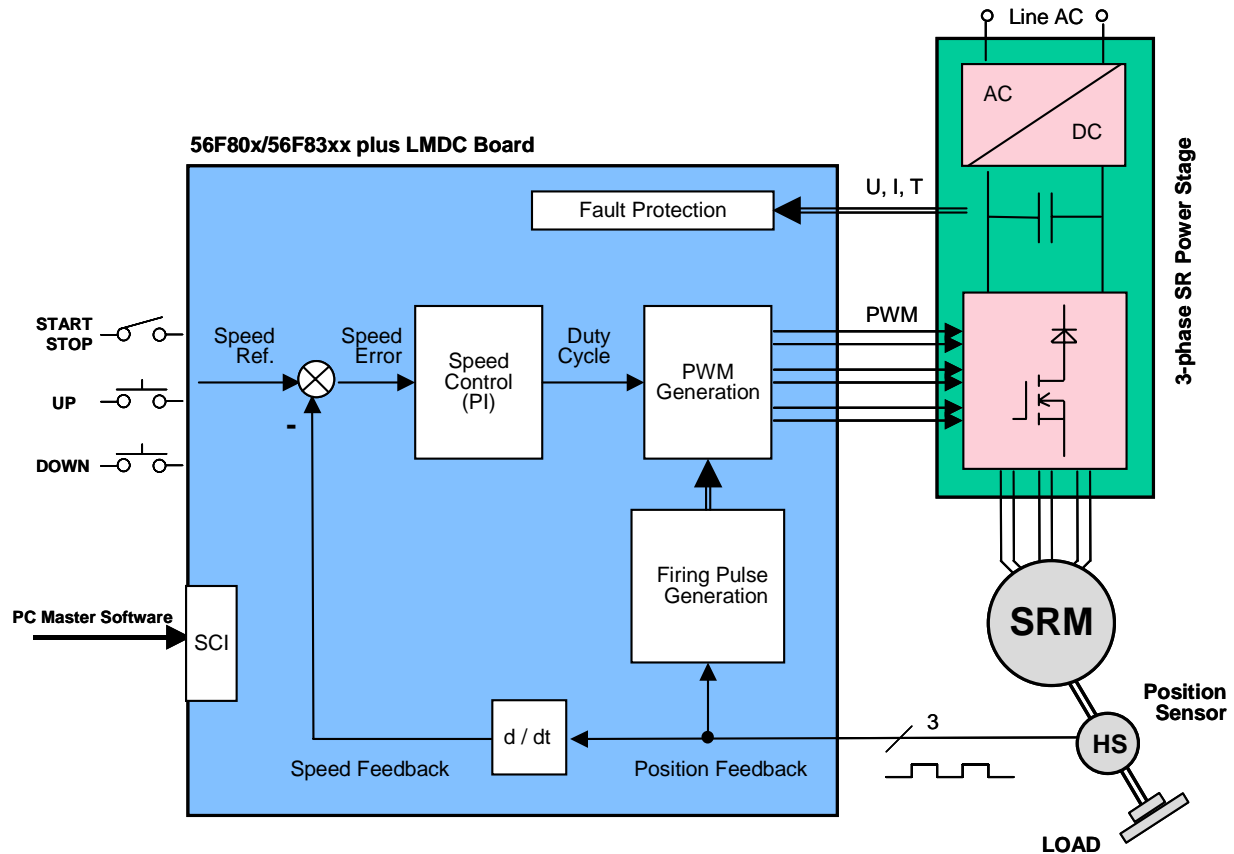 Line AC
AC
DC
3-phase SR Power Stage
56F80x/56F83xx plus LMDC Board
U, I, T
Fault Protection
START
STOP
UP
DOWN
Speed
Ref.
Speed
Error
Speed
Control
(PI)
Duty
Cycle
PWM
Generation
PWM
-
Firing Pulse
Generation
PC Master Software
SCI
SRM
Position
Sensor
HS
3
d / dt
Speed Feedback
Position Feedback
LOAD